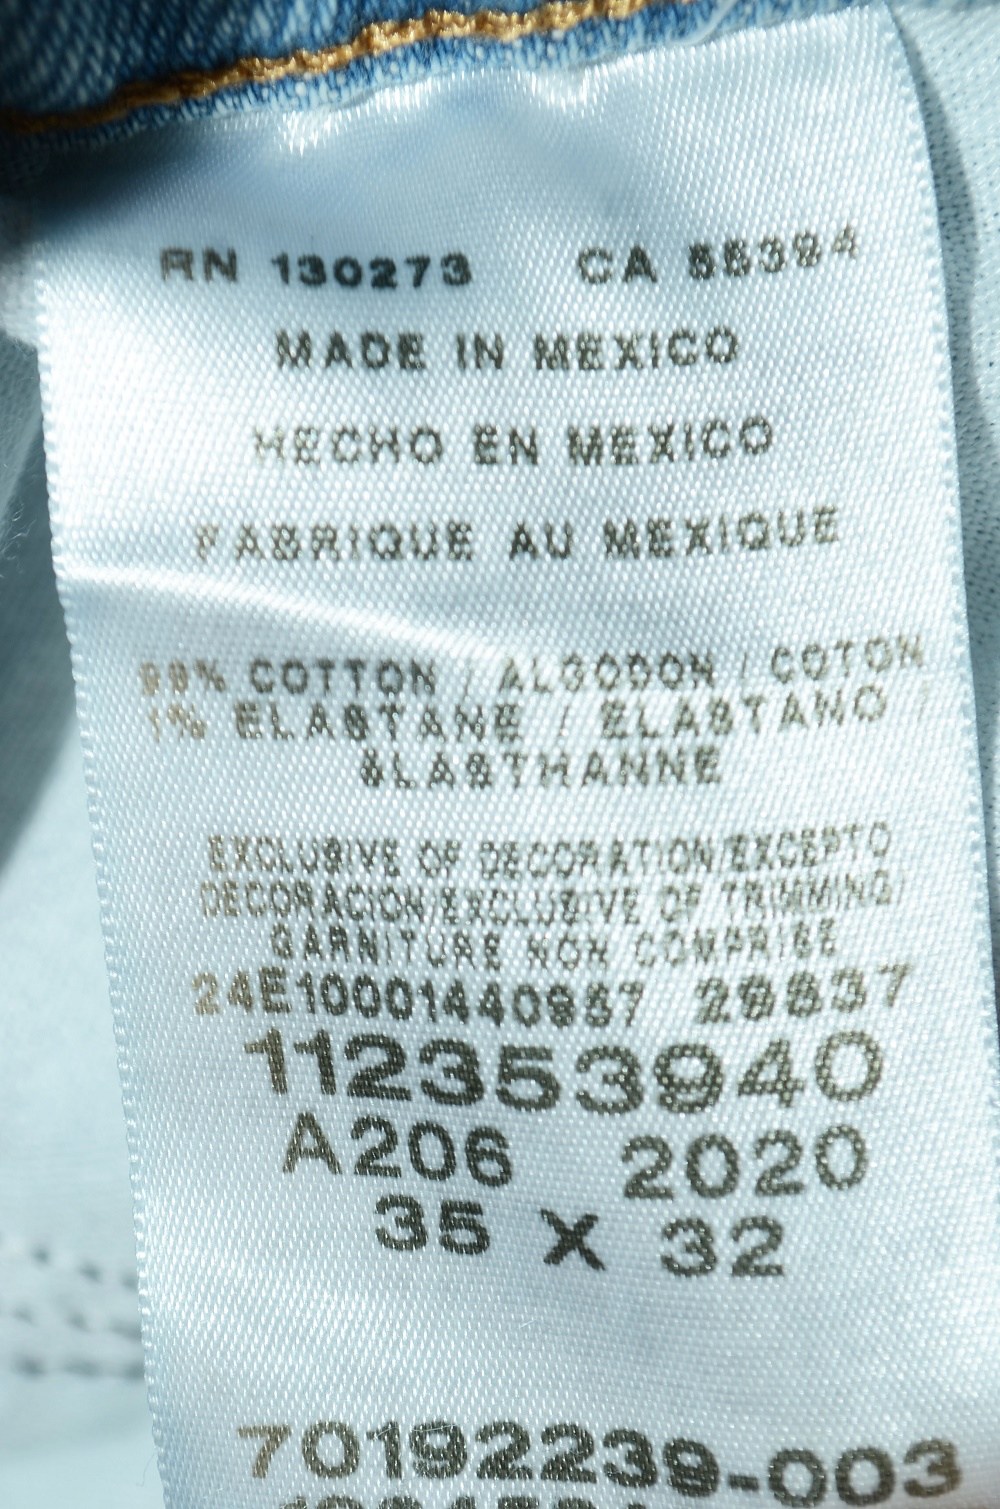 RN 130273 CA 55394
MADE IN MEXICO
HECHO EN MEXICO
FABRIQUE AU MEXIQUE
99% COTTON / ALGODON / COTON
1% ELASTANE / ELASTANO /
ELASTHANNE
EXCLUSIVE OF DECORATION/EXCEPTO
DECORACION/EXCLUSIVE OF TRIMMING/
GARNITURE NON COMPRISE
24E10001440957 29837
112353940
A206 2020
35 X 32
70192239-003